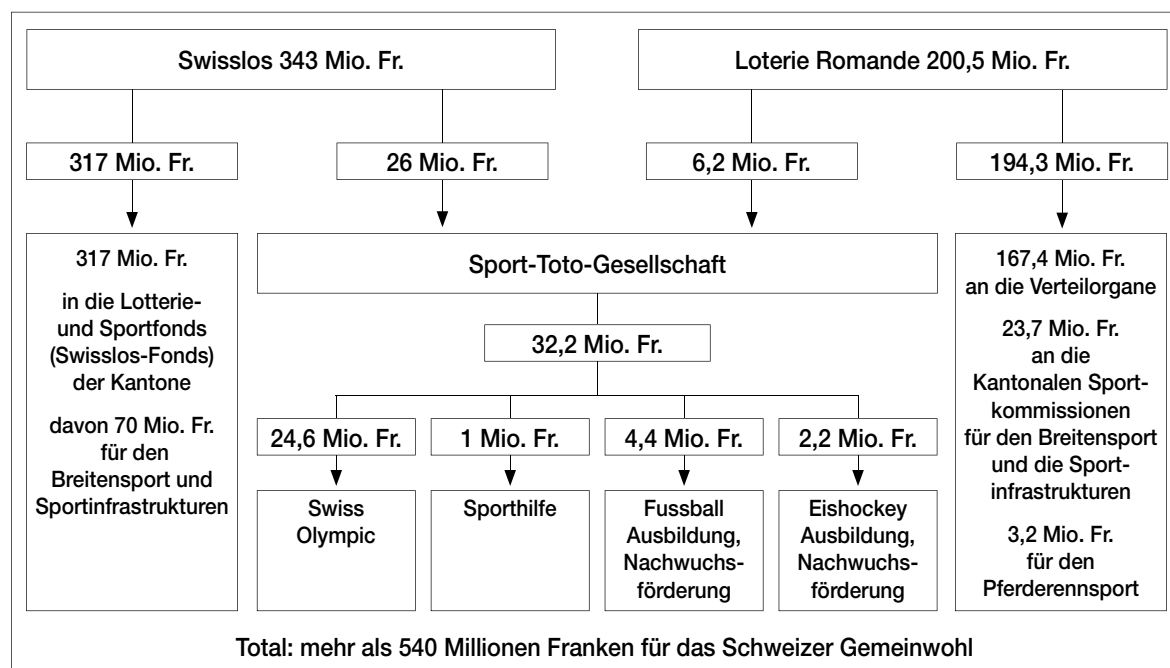 Swisslos 343 Mio. Fr.
Loterie Romande 200,5 Mio. Fr.
317 Mio. Fr.
26 Mio. Fr.
6,2 Mio. Fr.
194,3 Mio. Fr.
317 Mio. Fr.
in die Lotterie-
und Sportfonds
(Swisslos-Fonds)
der Kantone
davon 70 Mio. Fr.
für den
Breitensport und
Sportinfrastrukturen
Sport-Toto-Gesellschaft
32,2 Mio. Fr.
24,6 Mio. Fr.
1 Mio. Fr.
4,4 Mio. Fr.
2,2 Mio. Fr.
Swiss
Olympic
Sporthilfe
Fussball
Ausbildung,
Nachwuchs-
förderung
Eishockey
Ausbildung,
Nachwuchs-
förderung
167,4 Mio. Fr.
an die Verteilorgane
23,7 Mio. Fr.
an die
Kantonalen Sport-
kommissionen
für den Breitensport
und die Sport-
infrastrukturen
3,2 Mio. Fr.
für den
Pferderennsport
Total: mehr als 540 Millionen Franken für das Schweizer Gemeinwohl